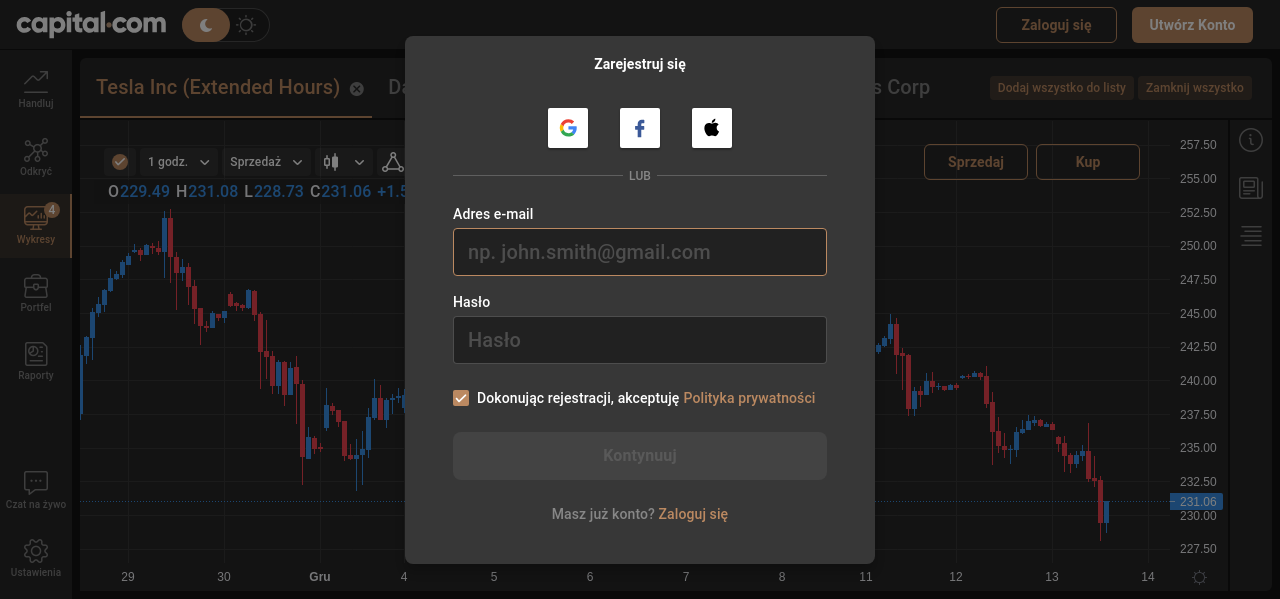 capital.com
Zaloguj się
Utwórz Konto
Handluj
Odkryć
4
Wykresy
Portfel
Raporty
Czat na żywo
Ustawienia
Tesla Inc (Extended Hours)
Da
s Corp
Dodaj wszystko do listy
Zamknij wszystko
1 godz.
Sprzedaż
O229.49 H231.08 L228.73 C231.06 +1.5
Sprzedaj
Kup
Zarejestruj się
LUB
Adres e-mail
np. john.smith@gmail.com
Hasło
Hasło
Dokonując rejestracji, akceptuję Polityka prywatności
Kontynuuj
Masz już konto? Zaloguj się
257.50
255.00
252.50
250.00
247.50
245.00
242.50
240.00
237.50
235.00
232.50
231.06
230.00
227.50
29 30 Gru 4 5 6 7 8 11 12 13 14